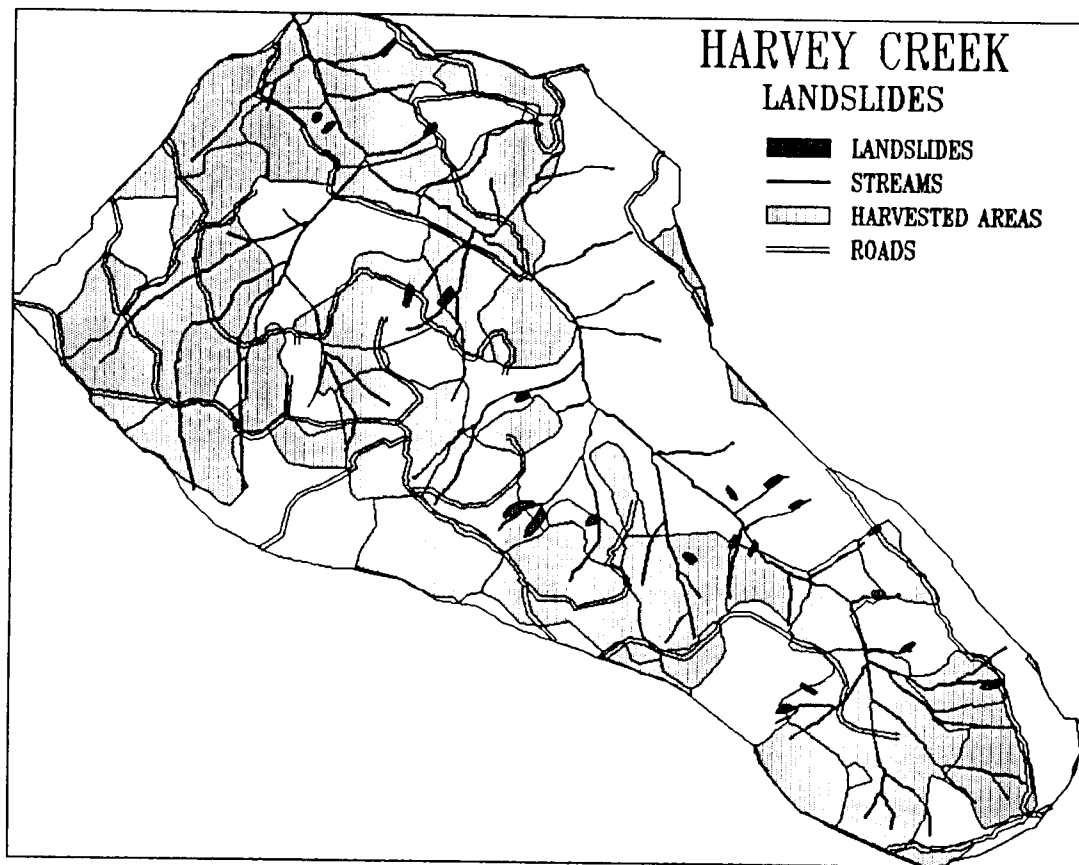 HARVEY CREEK
LANDSLIDES
LANDSLIDES
STREAMS
HARVESTED AREAS
ROADS